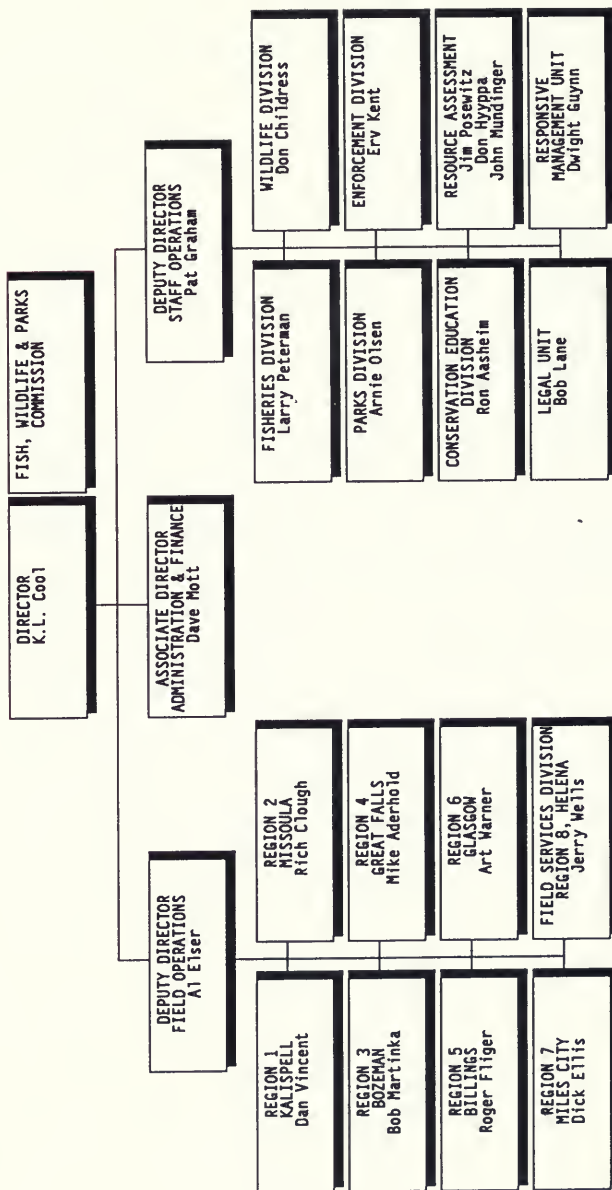 DIRECTOR
K.L. Cool
FISH, WILDLIFE & PARKS
COMMISSION
DEPUTY DIRECTOR
FIELD OPERATIONS
Al Elser
ASSOCIATE DIRECTOR
ADMINISTRATION & FINANCE
Dave Mott
DEPUTY DIRECTOR
STAFF OPERATIONS
Pat Graham
REGION 1
KALISPELL
Dan Vincent
REGION 2
MISSOULA
Rich Clough
FISHERIES DIVISION
Larry Peterman
WILDLIFE DIVISION
Don Childress
REGION 3
BOZEMAN
Bob Martinka
REGION 4
GREAT FALLS
Mike Aderhold
PARKS DIVISION
Arnie Olsen
ENFORCEMENT DIVISION
Erv Kent
REGION 5
BILLINGS
Roger Fliger
REGION 6
GLASGOW
Art Warner
CONSERVATION EDUCATION
DIVISION
Ron Aasheim
RESOURCE ASSESSMENT
Jim Posewitz
Don Hyyppa
John Mundinger
REGION 7
MILES CITY
Dick Ellis
FIELD SERVICES DIVISION
REGION 8, HELENA
Jerry Wells
LEGAL UNIT
Bob Lane
RESPONSIVE
MANAGEMENT UNIT
Dwight Guynn